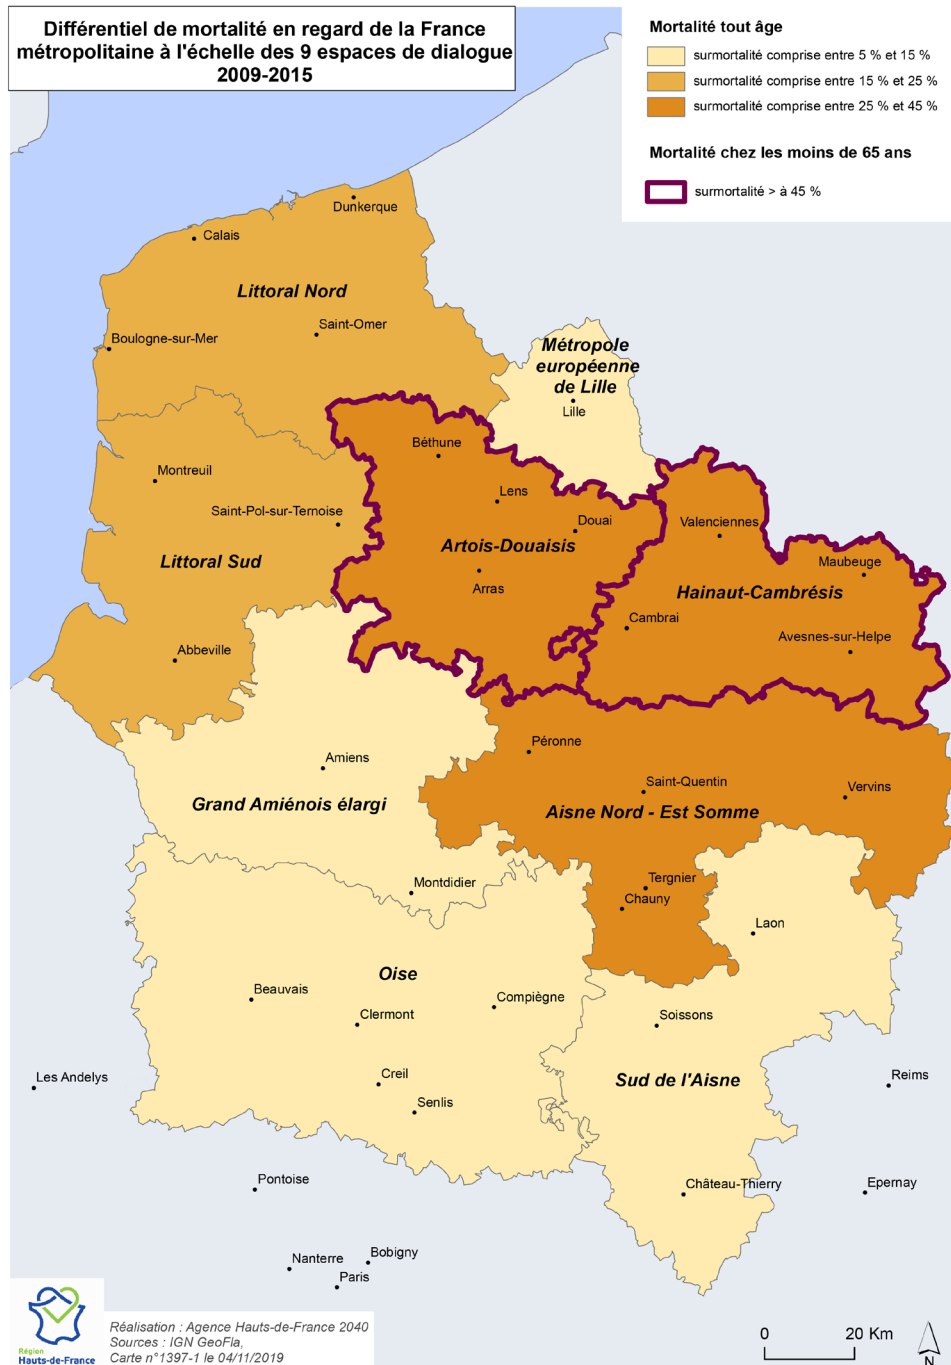 Différentiel de mortalité en regard de la France
métropolitaine à l'échelle des 9 espaces de dialogue
2009-2015
Mortalité tout âge
surmortalité comprise entre 5 % et 15 %
surmortalité comprise entre 15 % et 25 %
surmortalité comprise entre 25 % et 45 %
Mortalité chez les moins de 65 ans
surmortalité > à 45 %
Dunkerque
Calais
Littoral Nord
Saint-Omer
Boulogne-sur-Mer
Métropole
européenne
de Lille
Lille
Béthune
Montreuil
Lens
Saint-Pol-sur-Ternoise
Douai
Valenciennes
Artois-Douaisis
Littoral Sud
Maubeuge
Arras
Hainaut-Cambrésis
Cambrai
Avesnes-sur-Helpe
Abbeville
Péronne
Amiens
Saint-Quentin
Vervins
Grand Amiénois élargi
Aisne Nord - Est Somme
Tergnier
Montdidier
Chauny
Laon
Oise
Beauvais
Compiègne
Clermont
Soissons
Creil
Sud de l'Aisne
Les Andelys
Reims
Senlis
Pontoise
Château-Thierry
Epernay
Bobigny
Nanterre
Paris
Région
Hauts-de-France
Réalisation : Agence Hauts-de-France 2040
Sources : IGN GeoFla,
Carte n°1397-1 le 04/11/2019
0 20 Km
N